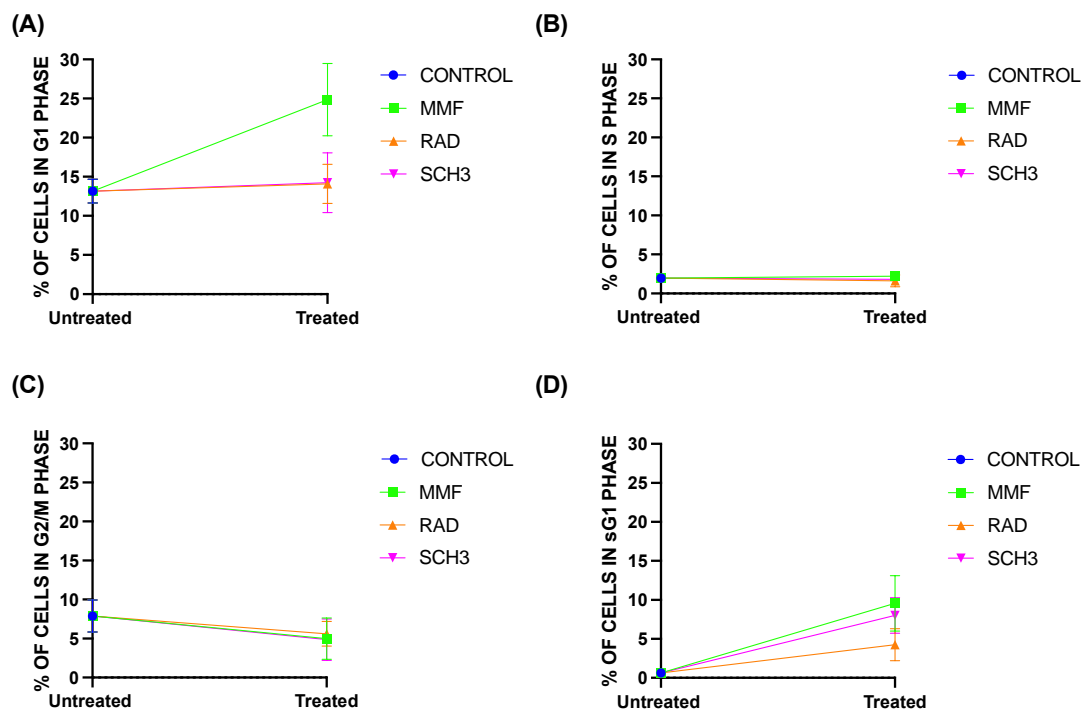 (A)
% OF CELLS IN G1 PHASE
30
25
20
15
10
5
0
Untreated
Treated
CONTROL
MMF
RAD
SCH3
(B)
% OF CELLS IN S PHASE
30
25
20
15
10
5
0
Untreated
Treated
CONTROL
MMF
RAD
SCH3
(C)
% OF CELLS IN G2/M PHASE
30
25
20
15
10
5
0
Untreated
Treated
CONTROL
MMF
RAD
SCH3
(D)
% OF CELLS IN sG1 PHASE
30
25
20
15
10
5
0
Untreated
Treated
CONTROL
MMF
RAD
SCH3